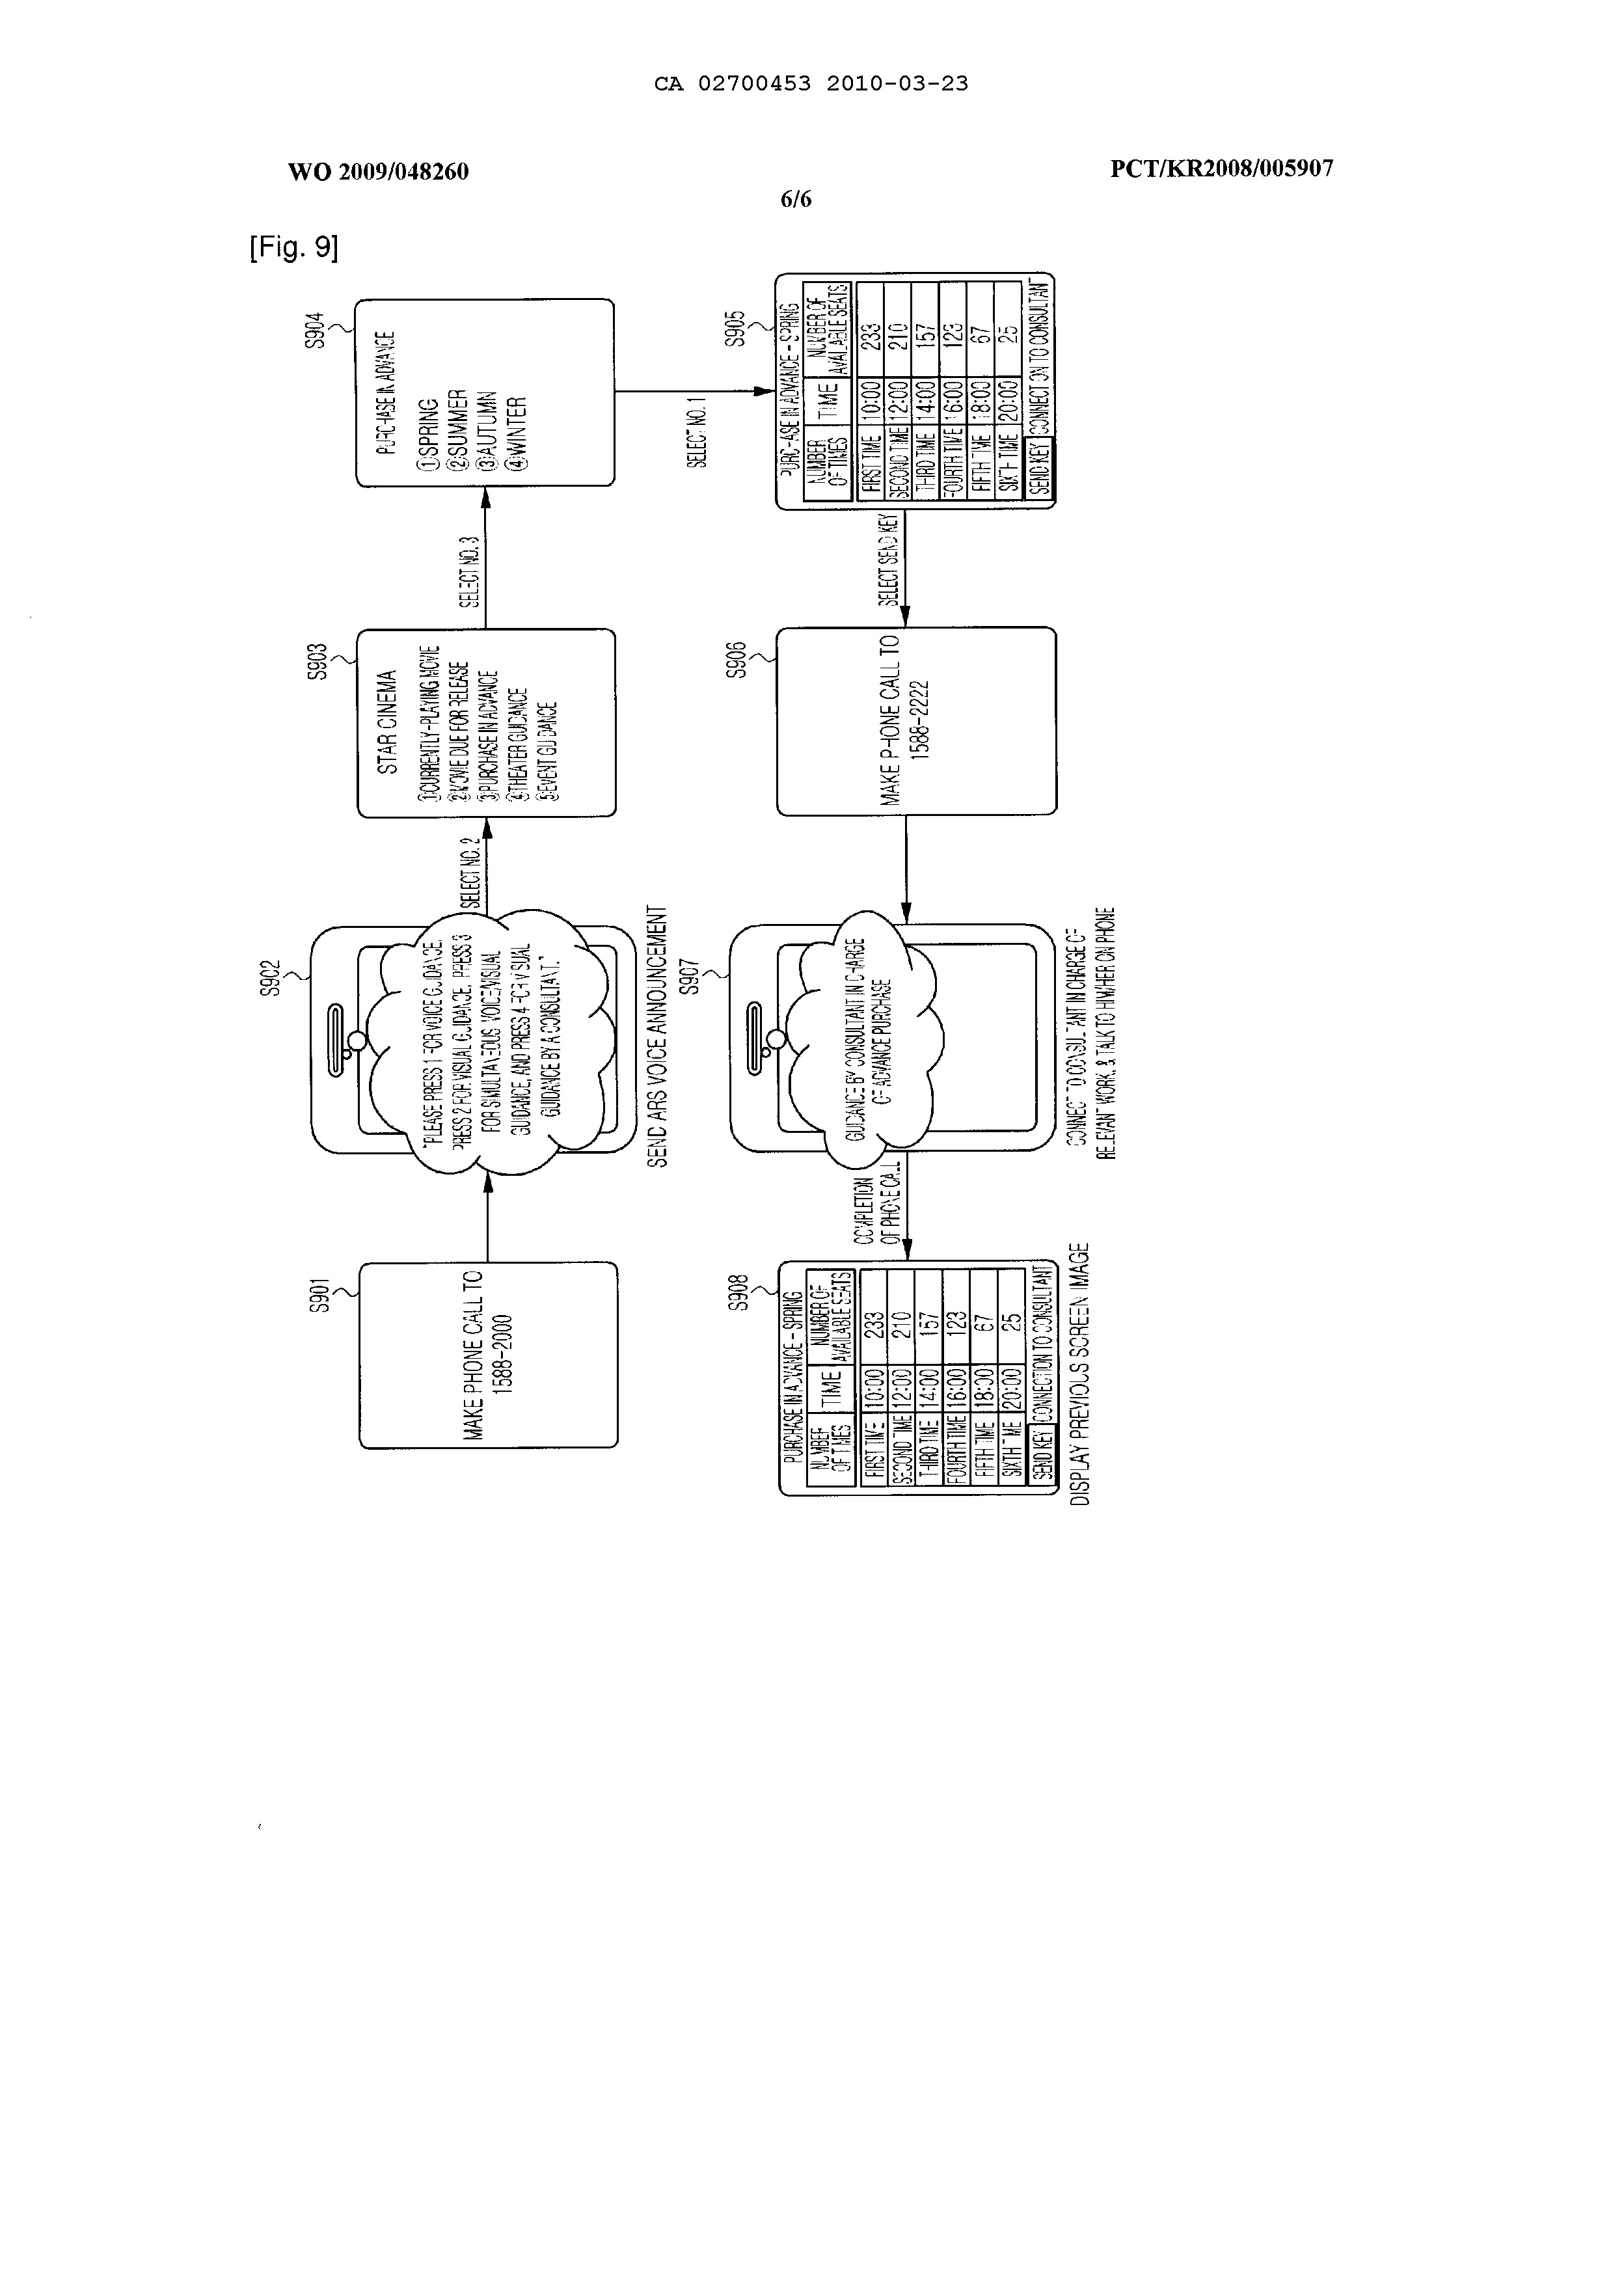 CA 02700453 2010-03-23
WO 2009/048260
PCT/KR2008/005907
6/6
[Fig. 9]
S901
MAKE PHONE CALL TO
1588-2000
S902
"PLEASE PRESS 1 FOR VOICE GUIDANCE,
PRESS 2 FOR VISUAL GUIDANCE, PRESS 3
FOR SIMULTANEOUS VOICE/VISUAL
GUIDANCE, AND PRESS 4 FOR VISUAL
GUIDANCE BY A CONSULTANT."
SEND ARS VOICE ANNOUNCEMENT
SELECT NO. 2
S903
STAR CINEMA
①CURRENTLY-PLAYING MOVIE
②MOVIE DUE FOR RELEASE
③PURCHASE IN ADVANCE
④THEATER GUIDANCE
⑤EVENT GUIDANCE
SELECT NO. 3
S904
PURCHASE IN ADVANCE
①SPRING
②SUMMER
③AUTUMN
④WINTER
SELECT NO. 1
S905
PURCHASE IN ADVANCE - SPRING
NUMBER OF TIMES TIME NUMBER OF AVAILABLE SEATS
FIRST TIME 10:00 233
SECOND TIME 12:00 210
THIRD TIME 14:00 157
FOURTH TIME 16:00 123
FIFTH TIME 18:00 67
SIXTH TIME 20:00 25
SEND KEY CONNECTION TO CONSULTANT
SELECT SEND KEY
S906
MAKE PHONE CALL TO
1588-2222
S907
GUIDANCE BY CONSULTANT IN CHARGE
OF ADVANCE PURCHASE
CONNECT TO CONSULTANT IN CHARGE OF
RELEVANT WORK, & TALK TO HIM/HER ON PHONE
COMPLETION
OF PHONE CALL
S908
PURCHASE IN ADVANCE - SPRING
NUMBER OF TIMES TIME NUMBER OF AVAILABLE SEATS
FIRST TIME 10:00 233
SECOND TIME 12:00 210
THIRD TIME 14:00 157
FOURTH TIME 16:00 123
FIFTH TIME 18:00 67
SIXTH TIME 20:00 25
SEND KEY CONNECTION TO CONSULTANT
DISPLAY PREVIOUS SCREEN IMAGE